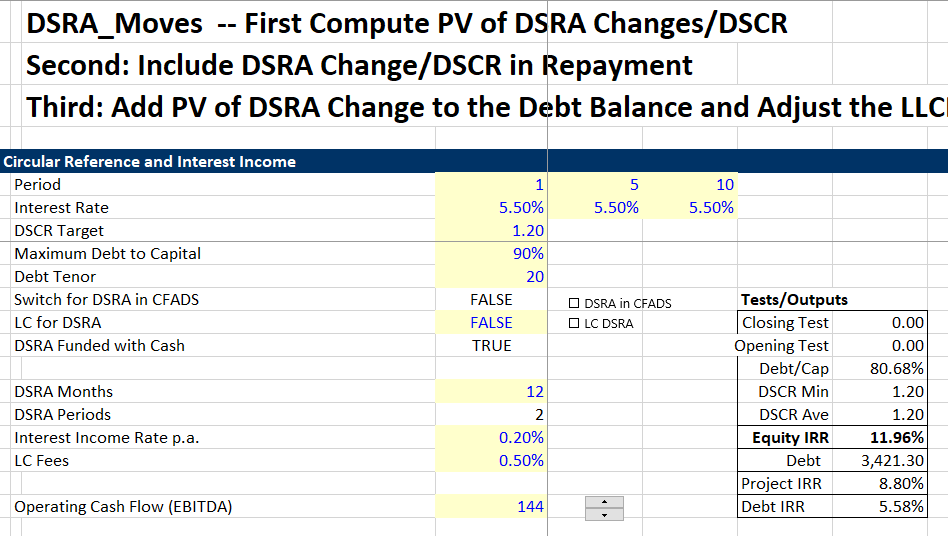 DSRA_Moves -- First Compute PV of DSRA Changes/DSCR
Second: Include DSRA Change/DSCR in Repayment
Third: Add PV of DSRA Change to the Debt Balance and Adjust the LLC
Circular Reference and Interest Income
Period 1 5 10
Interest Rate 5.50% 5.50% 5.50%
DSCR Target 1.20
Maximum Debt to Capital 90%
Debt Tenor 20
Switch for DSRA in CFADS FALSE DSRA in CFADS Tests/Outputs
LC for DSRA FALSE LC DSRA Closing Test 0.00
DSRA Funded with Cash TRUE Opening Test 0.00
Debt/Cap 80.68%
DSRA Months 12 DSCR Min 1.20
DSRA Periods 2 DSCR Ave 1.20
Interest Income Rate p.a. 0.20% Equity IRR 11.96%
LC Fees 0.50% Debt 3,421.30
Project IRR 8.80%
Operating Cash Flow (EBITDA) 144 Debt IRR 5.58%